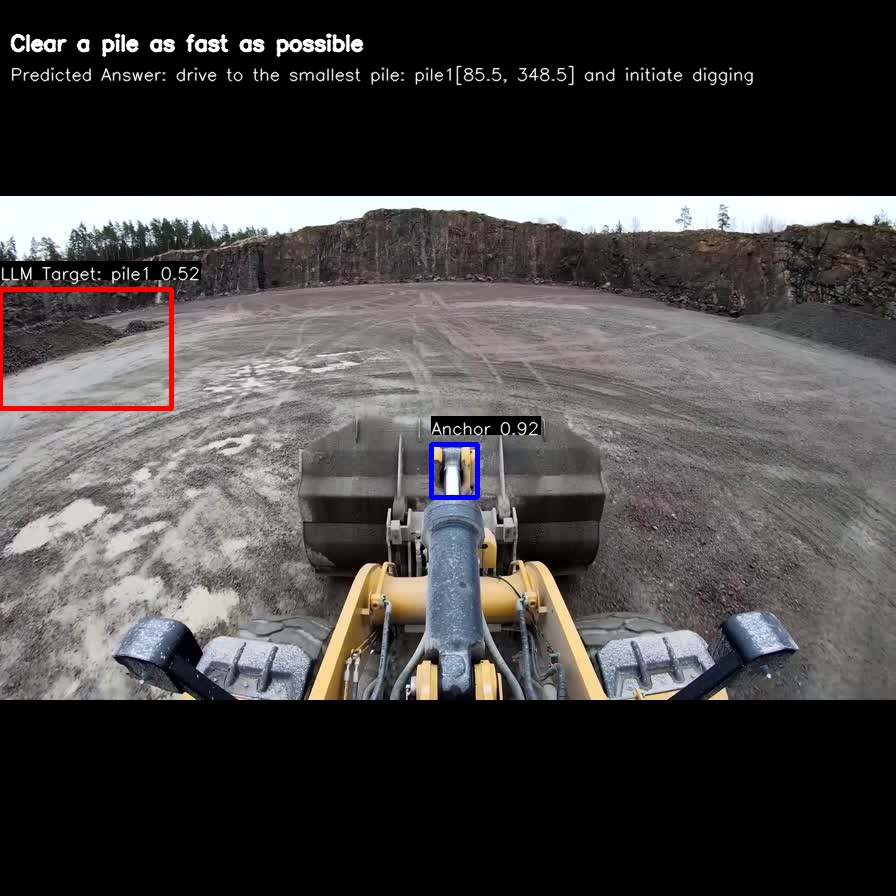 Clear a pile as fast as possible
Predicted Answer: drive to the smallest pile: pile1[85.5, 348.5] and initiate digging
LLM Target: pile1 0.52
Anchor 0.92